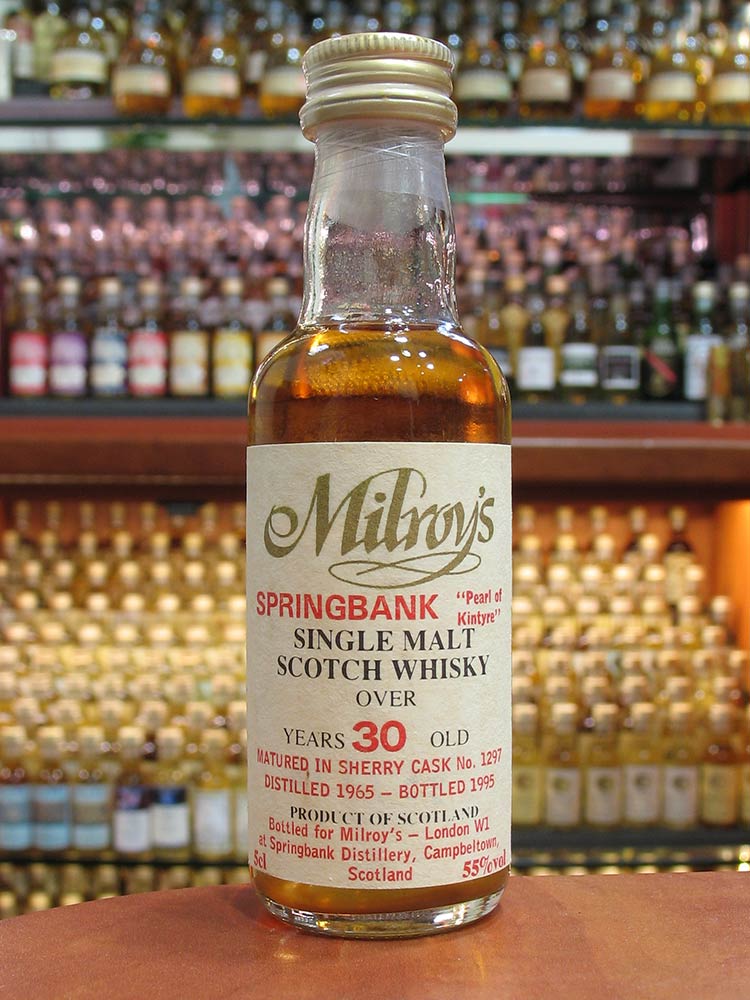 Milroy's
SPRINGBANK "Pearl of Kintyre"
SINGLE MALT
SCOTCH WHISKY
OVER
YEARS 30 OLD
MATURED IN SHERRY CASK No. 1297
DISTILLED 1965 – BOTTLED 1995
PRODUCT OF SCOTLAND
Bottled for Milroy's – London W1
at Springbank Distillery, Campbeltown,
5cl Scotland 55%vol